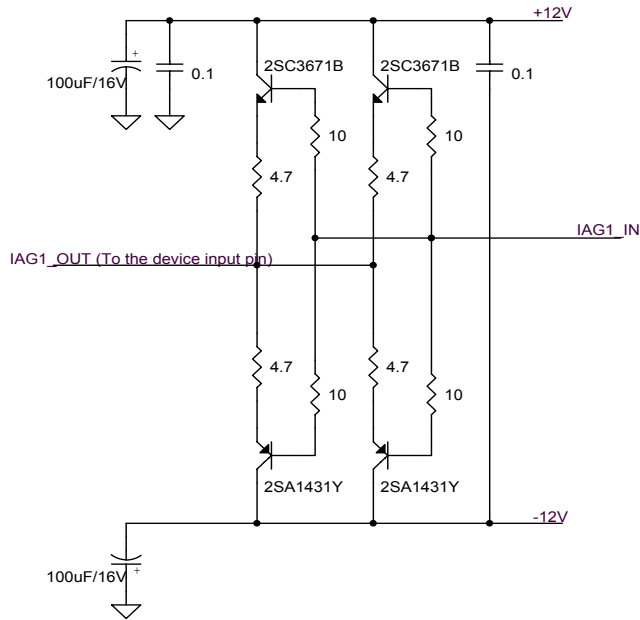 +12V
2SC3671B
2SC3671B
+
100uF/16V
0.1
0.1
10
10
4.7
4.7
IAG1_IN
IAG1_OUT (To the device input pin)
4.7
4.7
10
10
2SA1431Y
2SA1431Y
-12V
100uF/16V
+